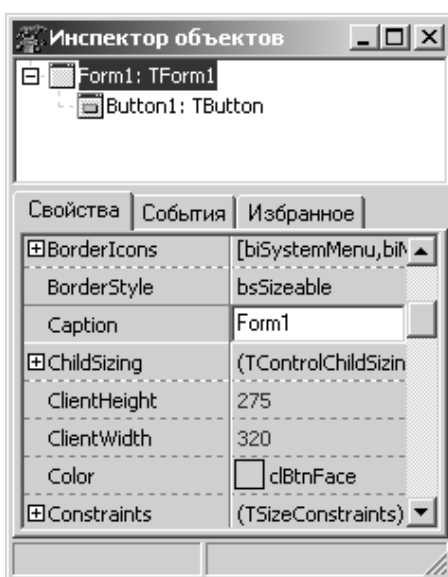 Инспектор объектов
Form1: TForm1
Button1: TButton
Свойства События Избранное
BorderIcons [biSystemMenu,biM
BorderStyle bsSizeable
Caption Form1
ChildSizing (TControlChildSizin
ClientHeight 275
ClientWidth 320
Color clBtnFace
Constraints (TSizeConstraints)